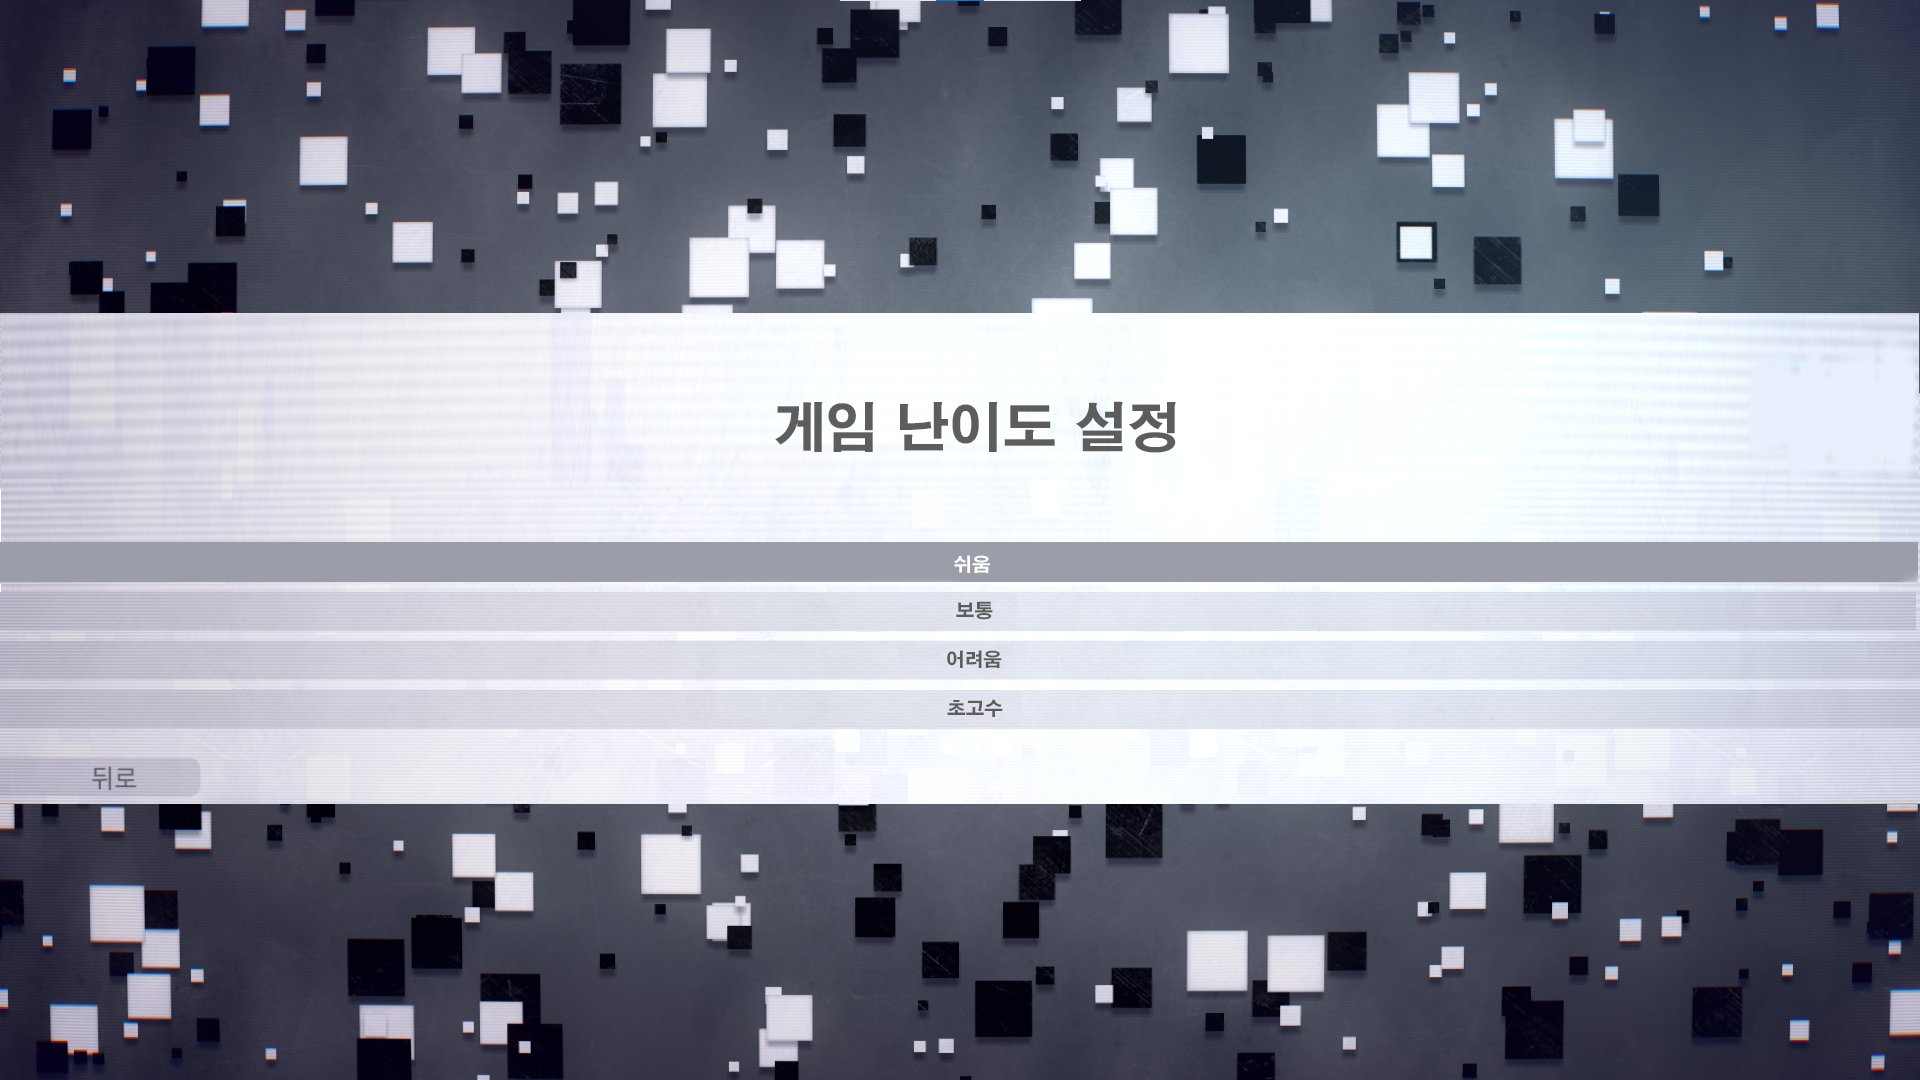 게임 난이도 설정
쉬움
보통
어려움
초고수
뒤로